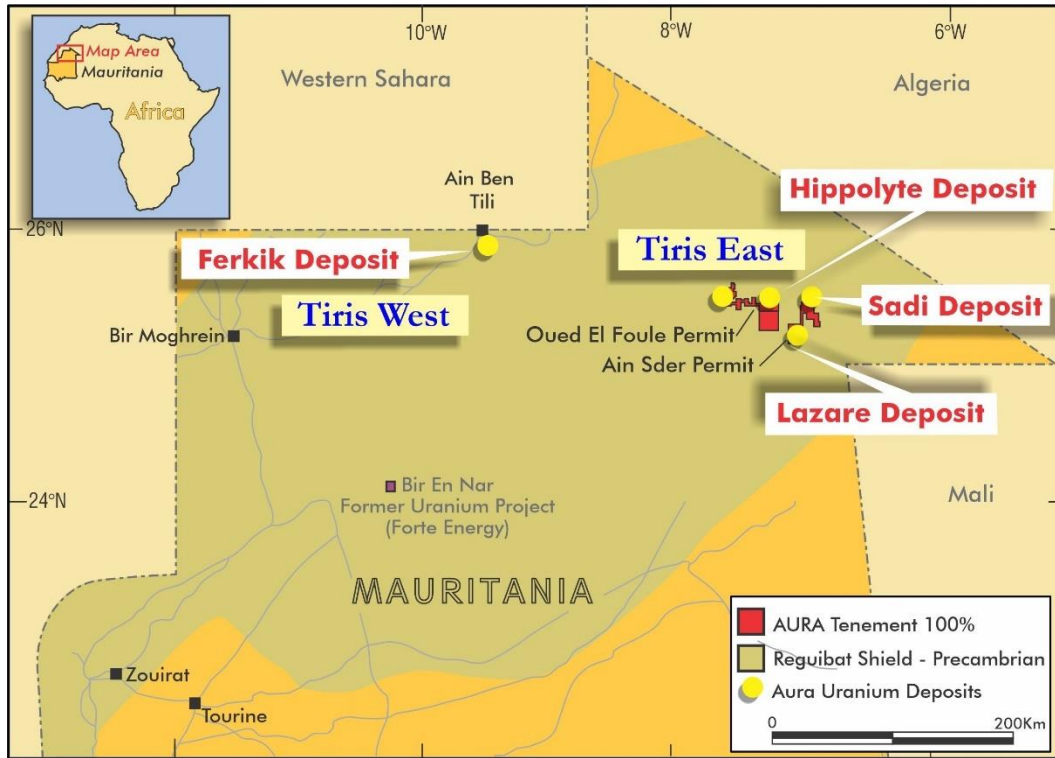 10°W
8°W
6°W
Map Area
Mauritania
Africa
Western Sahara
Algeria
Ain Ben
Tili
Hippolyte Deposit
26°N
Ferkik Deposit
Tiris East
Tiris West
Sadi Deposit
Bir Moghrein
Oued El Foule Permit
Ain Sder Permit
Lazare Deposit
24°N
Bir En Nar
Former Uranium Project
(Forte Energy)
Mali
MAURITANIA
Zouirat
Tourine
AURA Tenement 100%
Reguibat Shield - Precambrian
Aura Uranium Deposits
0
200Km